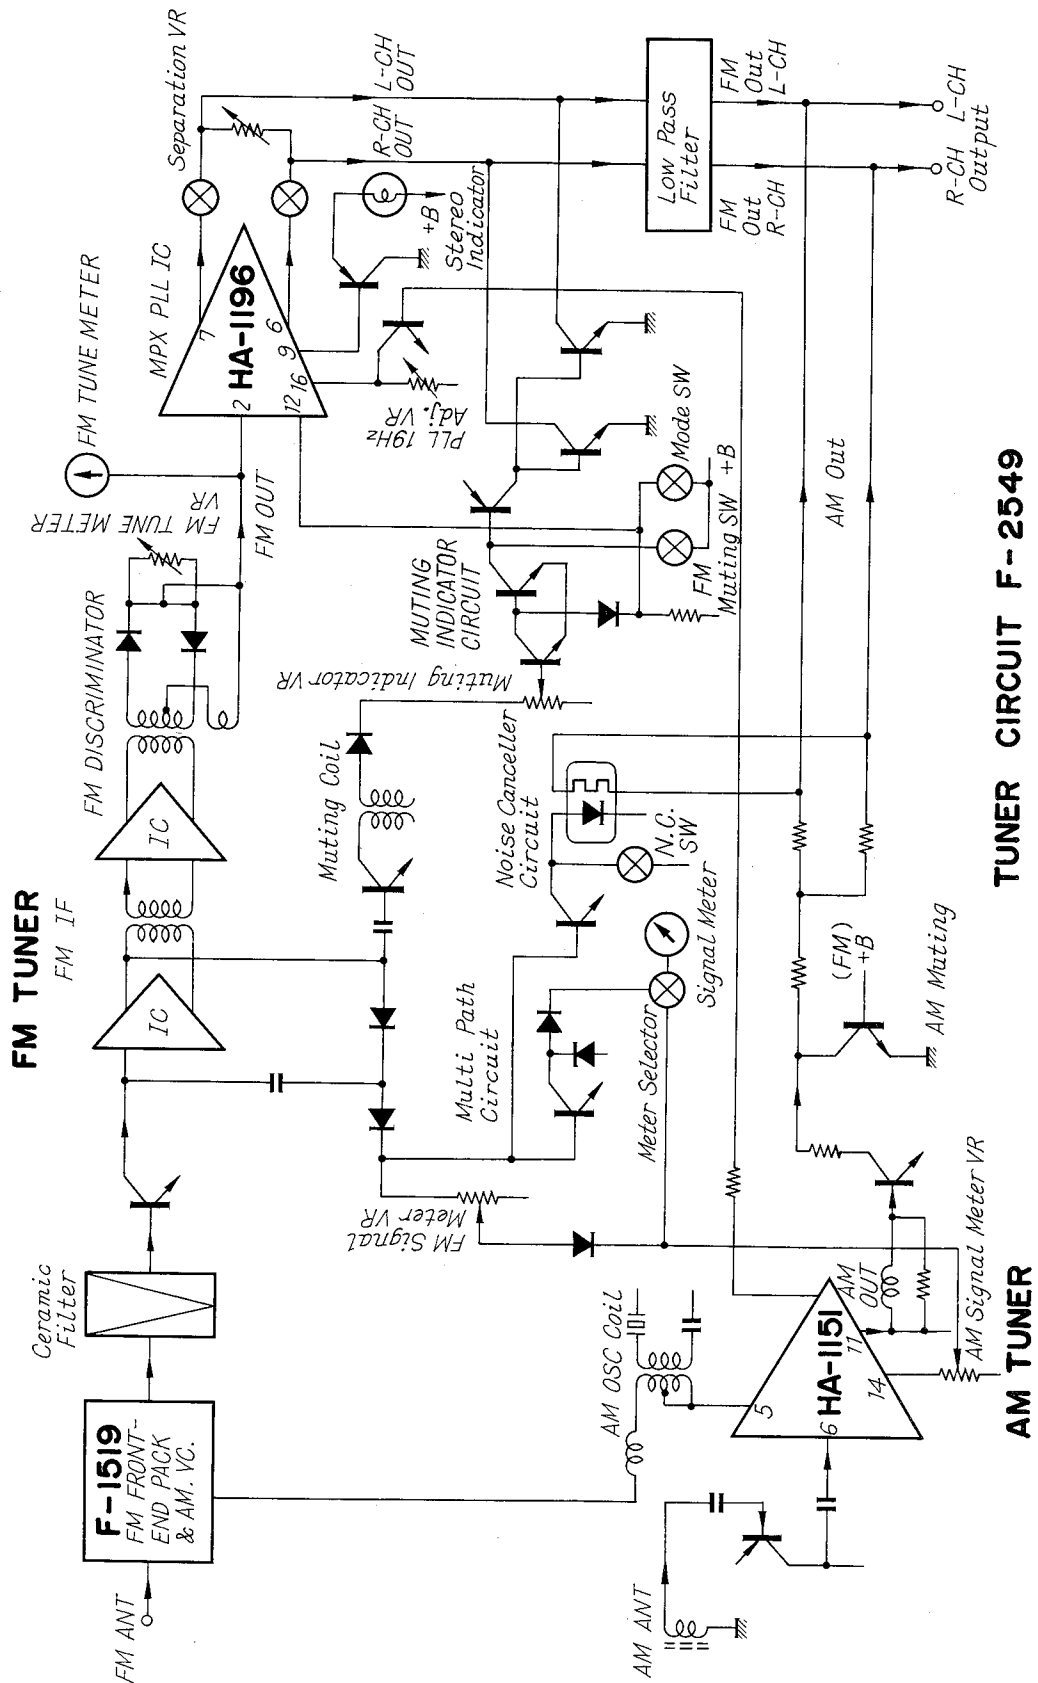 TUNER CIRCUIT F-2549
FM TUNER
FM IF
FM ANT
F-1519
FM FRONT-
END PACK
& AM. VC.
Ceramic
Filter
IC
IC
FM DISCRIMINATOR
FM TUNE METER
VR
FM OUT
FM TUNE METER
MPX PLL IC
HA-1196
2
7
6
9
16
12
Separation VR
L-CH
OUT
R-CH
OUT
+B
Stereo
Indicator
PLL 19Hz
Adj. VR
Muting Coil
Muting Indicator VR
MUTING
INDICATOR
CIRCUIT
Mode SW
FM
Muting SW
+B
Low Pass
Filter
FM
Out
L-CH
FM
Out
R-CH
L-CH
R-CH
Output
FM Signal
Meter VR
Multi Path
Circuit
Noise Canceller
Circuit
N.C.
SW
Signal Meter
Meter Selector
AM Out
(FM)
+B
AM Muting
AM OSC Coil
AM ANT
HA-1151
5
6
11
14
AM
OUT
AM Signal Meter VR
AM TUNER